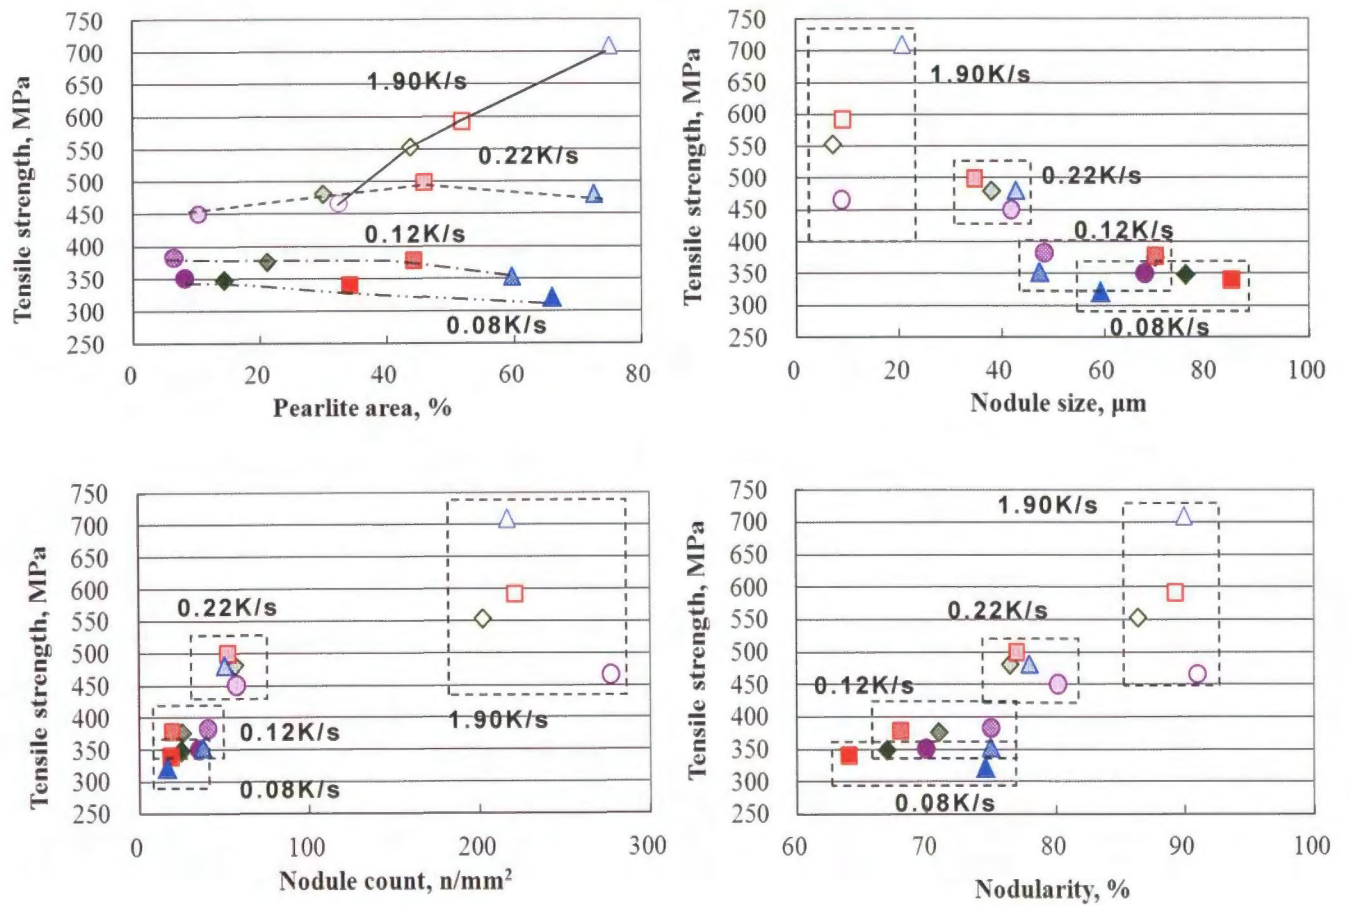 750
700
650
600
550
500
450
400
350
300
250
Tensile strength, MPa
1.90K/s
0.22K/s
0.12K/s
0.08K/s
0
20
40
60
80
Pearlite area, %
750
700
650
600
550
500
450
400
350
300
250
Tensile strength, MPa
1.90K/s
0.22K/s
0.12K/s
0.08K/s
0
20
40
60
80
100
Nodule size, μm
750
700
650
600
550
500
450
400
350
300
250
Tensile strength, MPa
0.22K/s
1.90K/s
0.12K/s
0.08K/s
0
100
200
300
Nodule count, n/mm²
750
700
650
600
550
500
450
400
350
300
250
Tensile strength, MPa
1.90K/s
0.22K/s
0.12K/s
0.08K/s
60
70
80
90
100
Nodularity, %